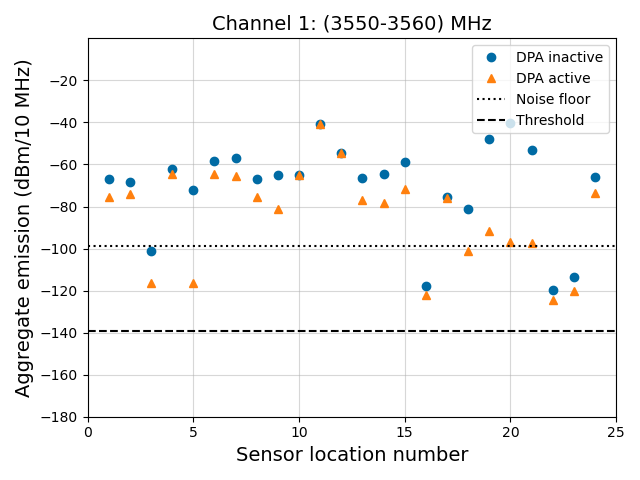 Channel 1: (3550-3560) MHz
DPA inactive
DPA active
Noise floor
Threshold
Aggregate emission (dBm/10 MHz)
−20
−40
−60
−80
−100
−120
−140
−160
−180
0
5
10
15
20
25
Sensor location number